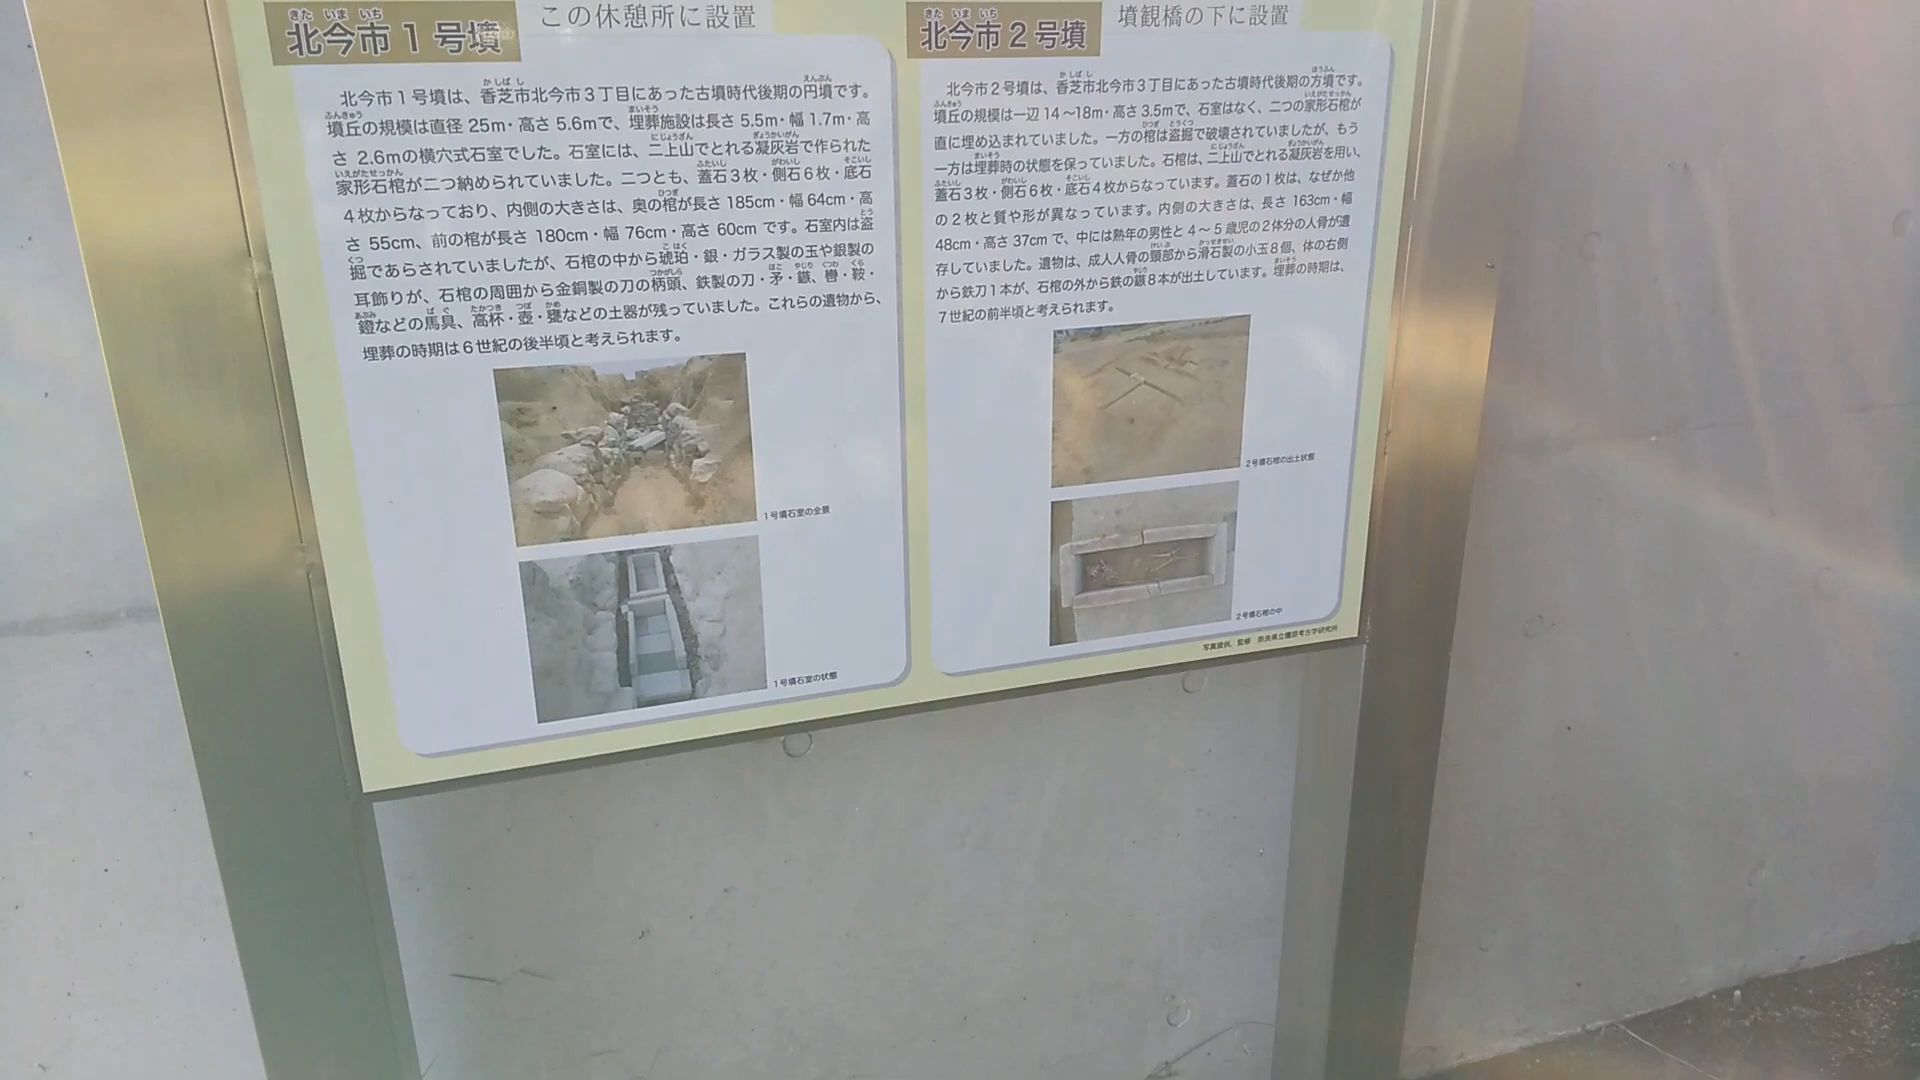 北今市1号墳
この休憩所に設置
北今市1号墳は、香芝市北今市3丁目にあった古墳時代後期の円墳です。
墳丘の規模は直径 25m・高さ 5.6mで、埋葬施設は長さ 5.5m・幅 1.7m・高
さ 2.6mの横穴式石室でした。石室には、二上山でとれる凝灰岩で作られた
家形石棺が二つ納められていました。二つとも、蓋石3枚・側石6枚・底石
4枚からなっており、内側の大きさは、奥の棺が長さ 185cm・幅 64cm・高
さ 55cm、前の棺が長さ 180cm・幅 76cm・高さ 60cm です。石室内は盗
掘であらされていましたが、石棺の中から琥珀・銀・ガラス製の玉や銀製の
耳飾りが、石棺の周囲から金銅製の刀の柄頭、鉄製の刀・矛・鏃、轡・鞍・
鐙などの馬具、高杯・壺・甕などの土器が残っていました。これらの遺物から、
埋葬の時期は6世紀の後半頃と考えられます。
1号墳石室の全景
1号墳石室の状態
北今市2号墳
墳観橋の下に設置
北今市2号墳は、香芝市北今市3丁目にあった古墳時代後期の方墳です。
墳丘の規模は一辺 14～18m・高さ 3.5mで、石室はなく、二つの家形石棺が
直に埋め込まれていました。一方の棺は盗掘で破壊されていましたが、もう
一方は埋葬時の状態を保っていました。石棺は、二上山でとれる凝灰岩を用い、
蓋石3枚・側石6枚・底石4枚からなっています。蓋石の1枚は、なぜか他
の2枚と質や形が異なっています。内側の大きさは、長さ 163cm・幅
48cm・高さ 37cm で、中には熟年の男性と 4～5 歳児の2体分の人骨が遺
存していました。遺物は、成人人骨の頸部から滑石製の小玉8個、体の右側
から鉄刀1本が、石棺の外から鉄の鏃8本が出土しています。埋葬の時期は、
7世紀の前半頃と考えられます。
2号墳石棺の出土状態
2号墳石棺の中
写真提供、監修 奈良県立橿原考古学研究所